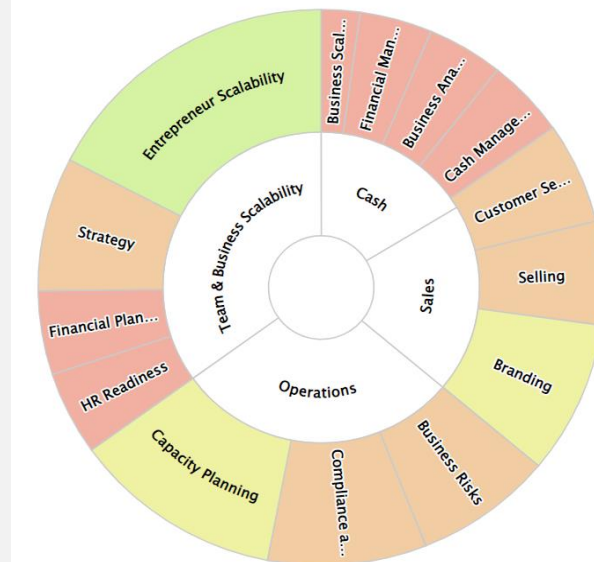 Business Scal...
Financial Man...
Business Ana...
Cash Manage...
Customer Se...
Selling
Branding
Business Risks
Compliance a...
Capacity Planning
HR Readiness
Financial Plan...
Strategy
Entrepreneur Scalability
Cash
Sales
Operations
Team & Business Scalability